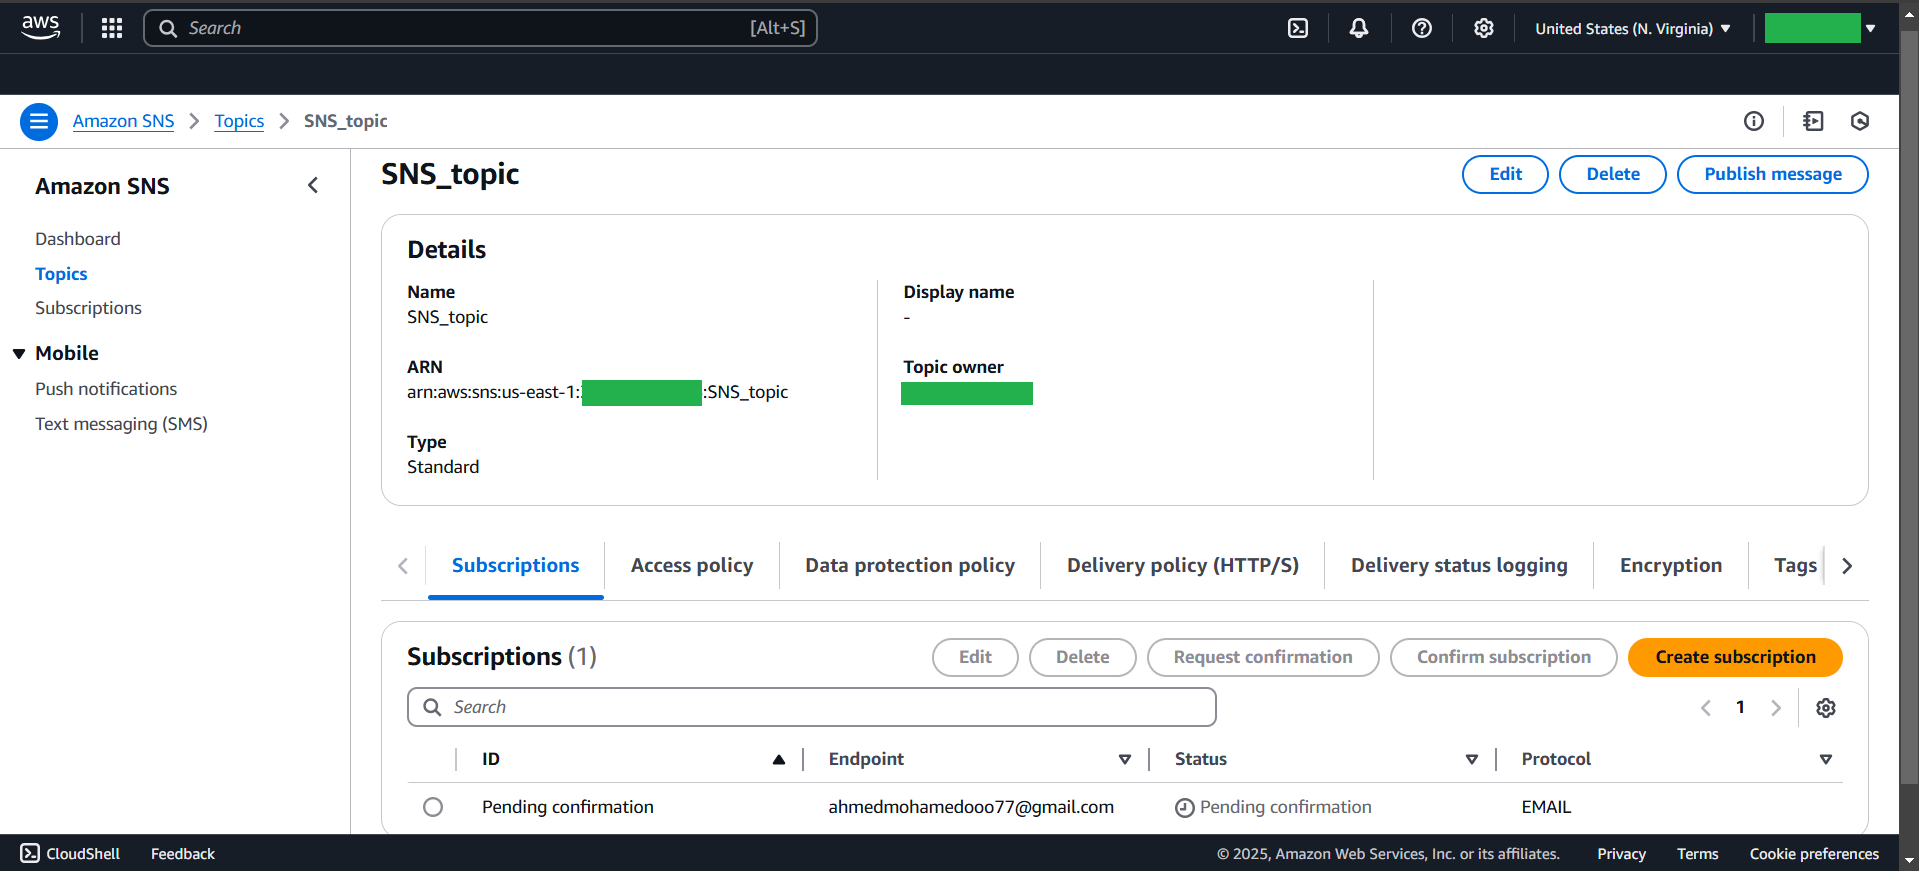 aws
Search [Alt+S]
United States (N. Virginia)
Amazon SNS
Topics
SNS_topic
Amazon SNS
Dashboard
Topics
Subscriptions
Mobile
Push notifications
Text messaging (SMS)
SNS_topic
Edit
Delete
Publish message
Details
Name
SNS_topic
ARN
arn:aws:sns:us-east-1: :SNS_topic
Type
Standard
Display name
-
Topic owner
Subscriptions
Access policy
Data protection policy
Delivery policy (HTTP/S)
Delivery status logging
Encryption
Tags
Subscriptions (1)
Edit
Delete
Request confirmation
Confirm subscription
Create subscription
Search
1
ID
Endpoint
Status
Protocol
Pending confirmation
ahmedmohamedooo77@gmail.com
Pending confirmation
EMAIL
CloudShell
Feedback
© 2025, Amazon Web Services, Inc. or its affiliates.
Privacy
Terms
Cookie preferences